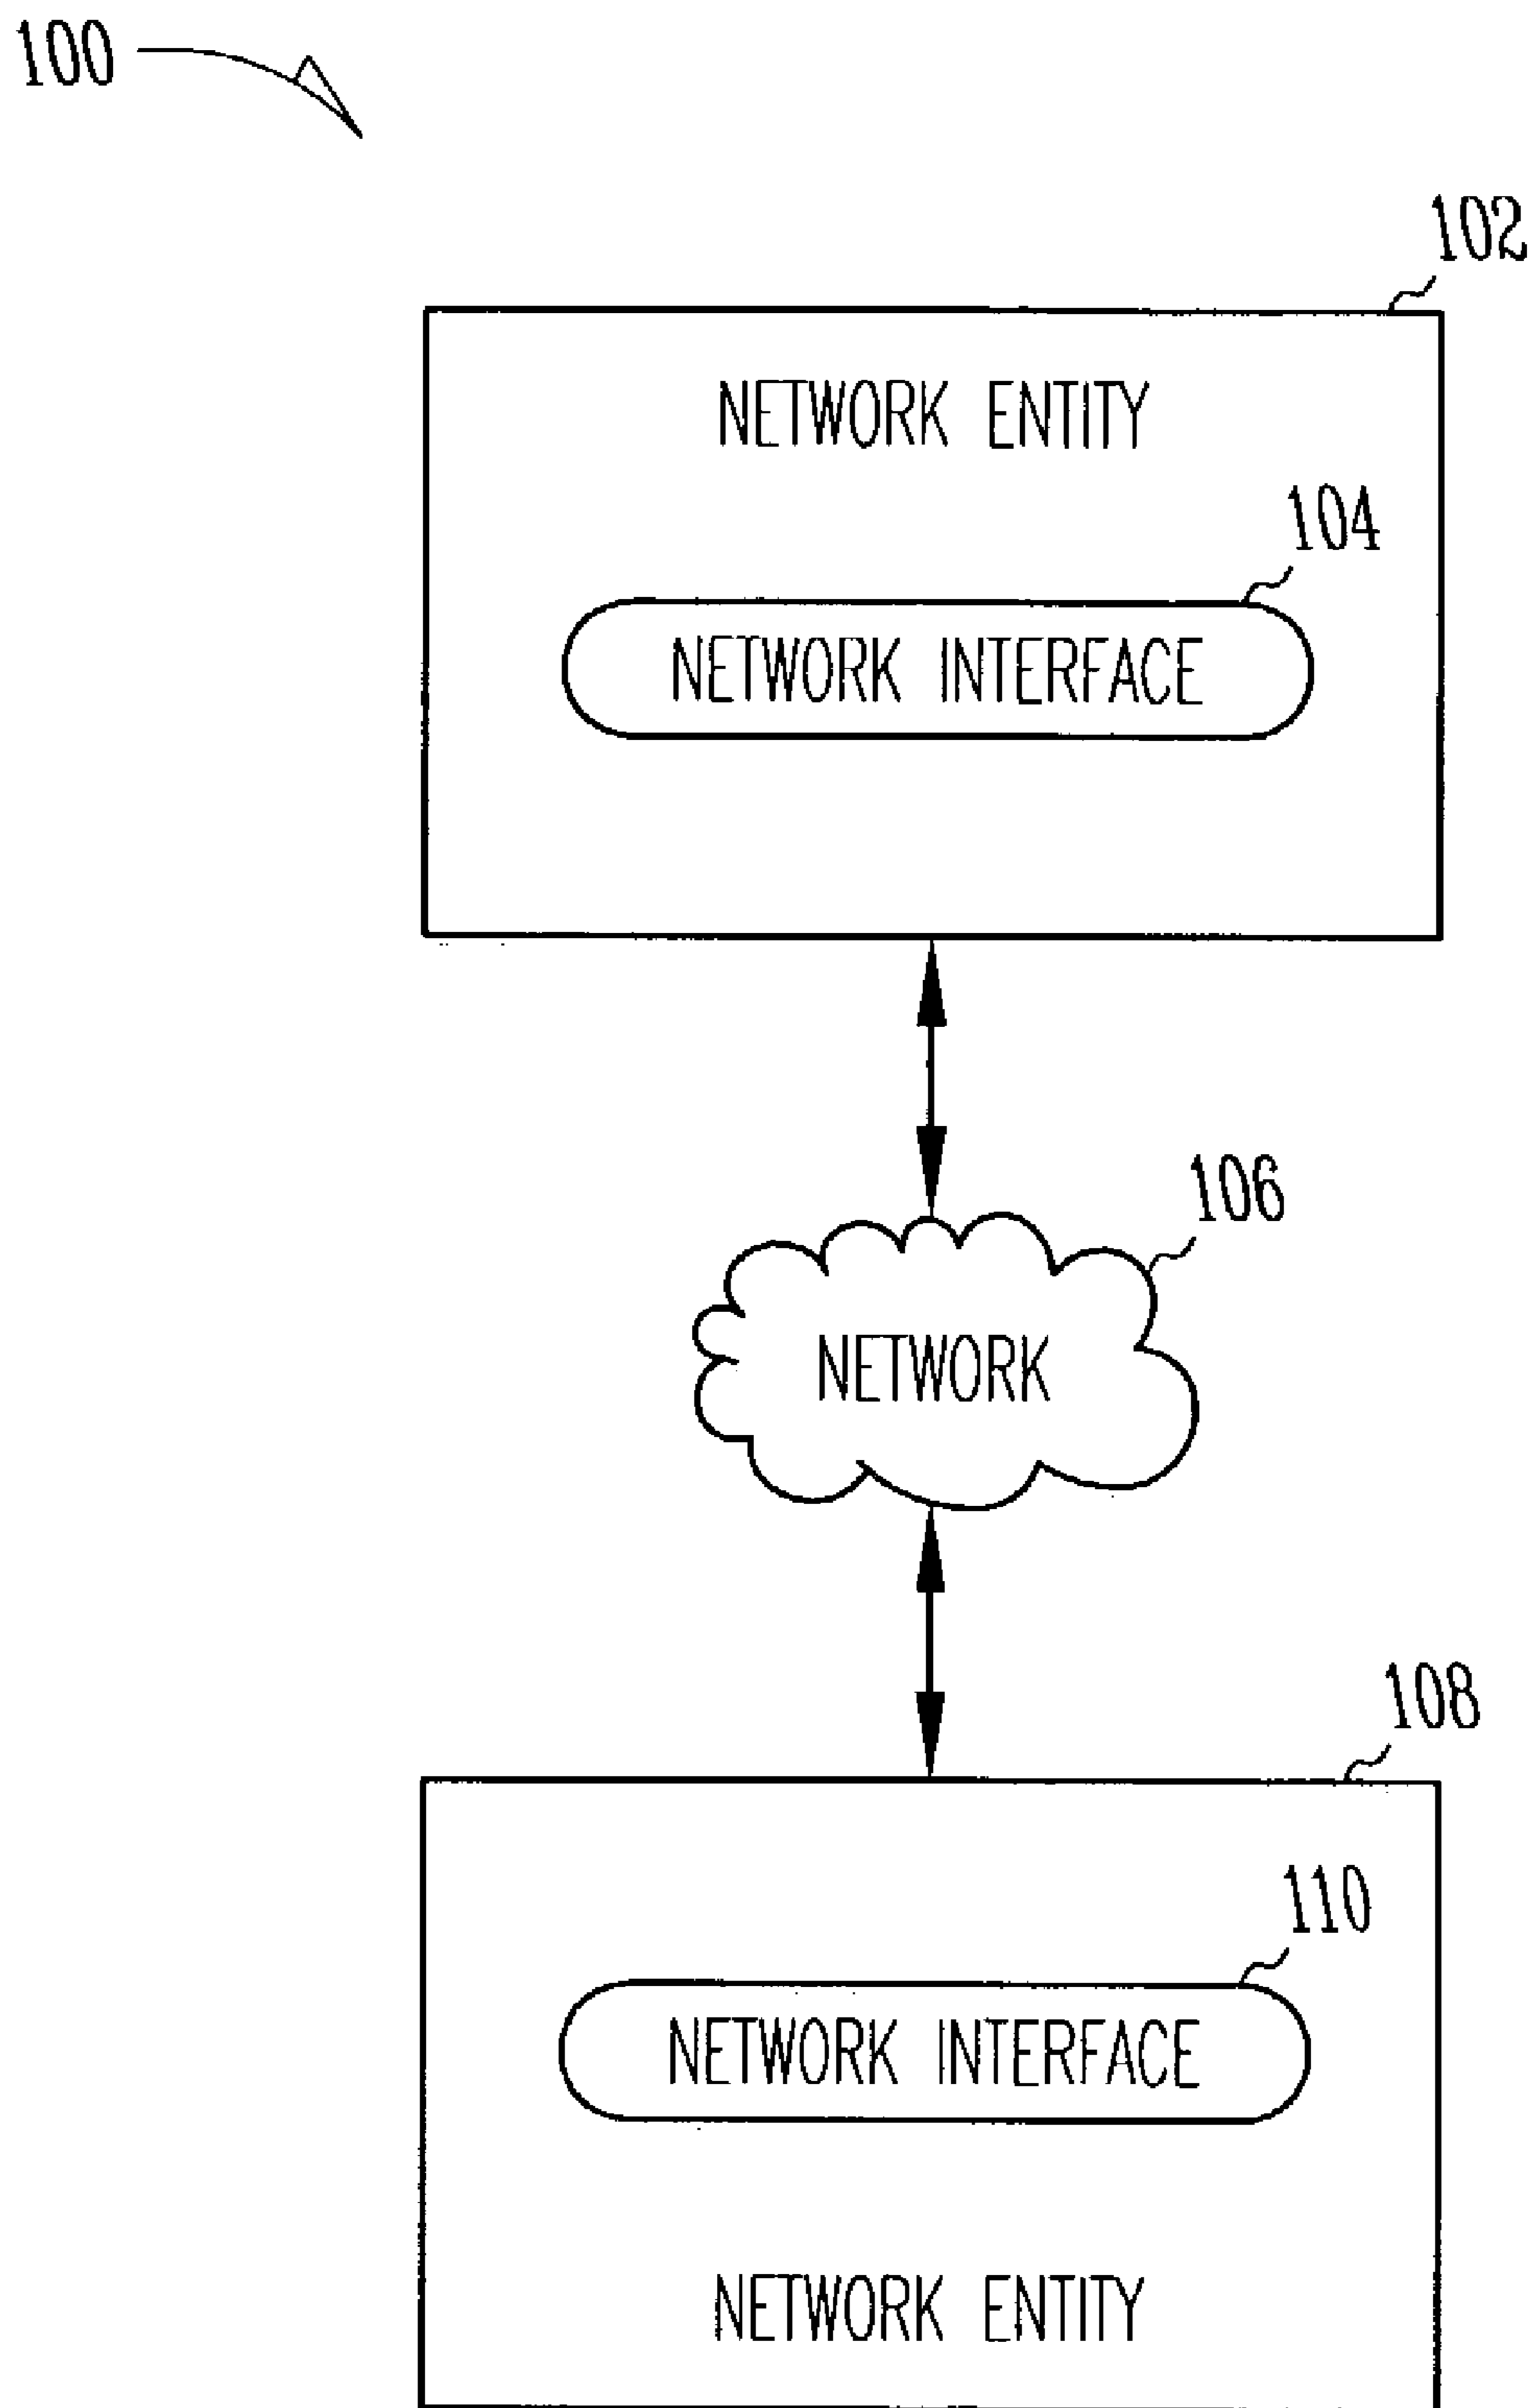 100
102
NETWORK ENTITY
104
NETWORK INTERFACE
106
NETWORK
108
110
NETWORK INTERFACE
NETWORK ENTITY